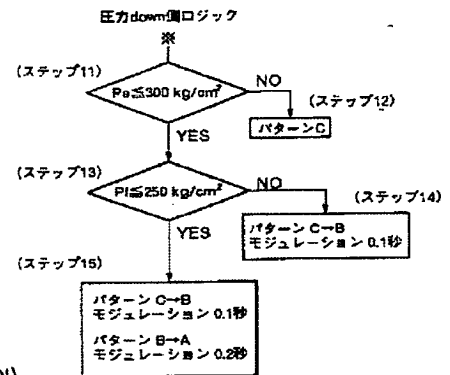 圧力down側ロジック
※
(ステップ11)
Pe≦300 kg/cm²
NO
(ステップ12)
パターンC
YES
(ステップ13)
Pf≦250 kg/cm²
NO
(ステップ14)
パターン C→B
モジュレーション 0.1秒
YES
(ステップ15)
パターン C→B
モジュレーション 0.1秒
パターン B→A
モジュレーション 0.2秒